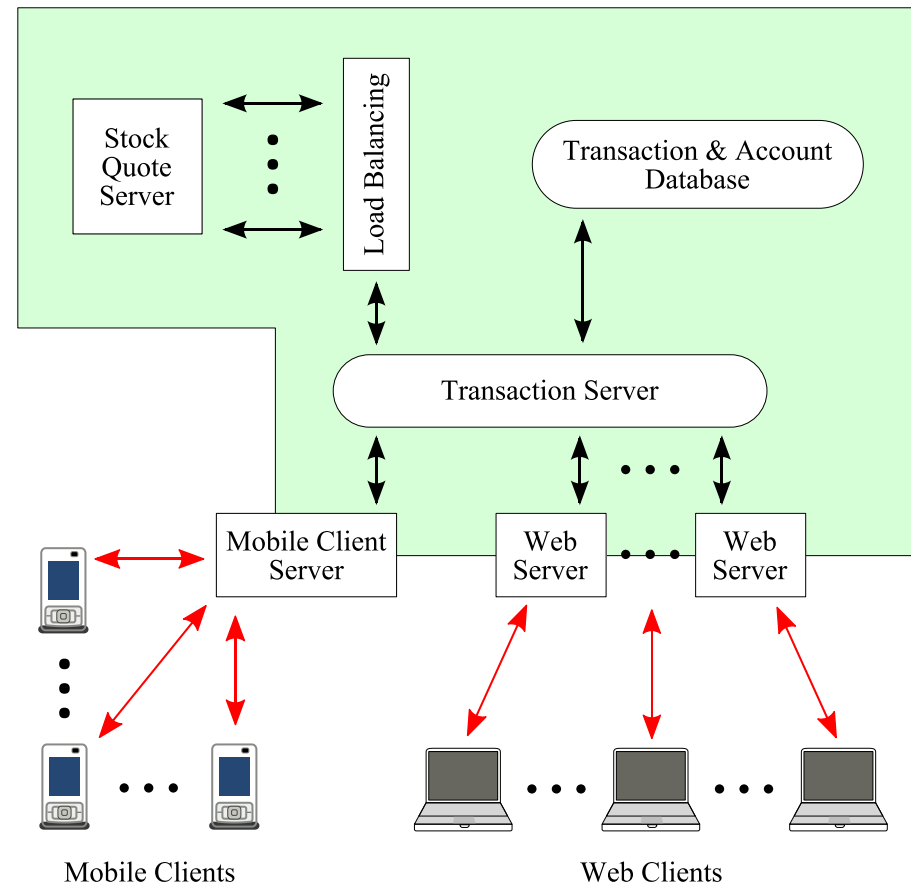 Stock
Quote
Server
Load Balancing
Transaction & Account
Database
Transaction Server
Mobile Client
Server
Web
Server
Web
Server
Mobile Clients
Web Clients